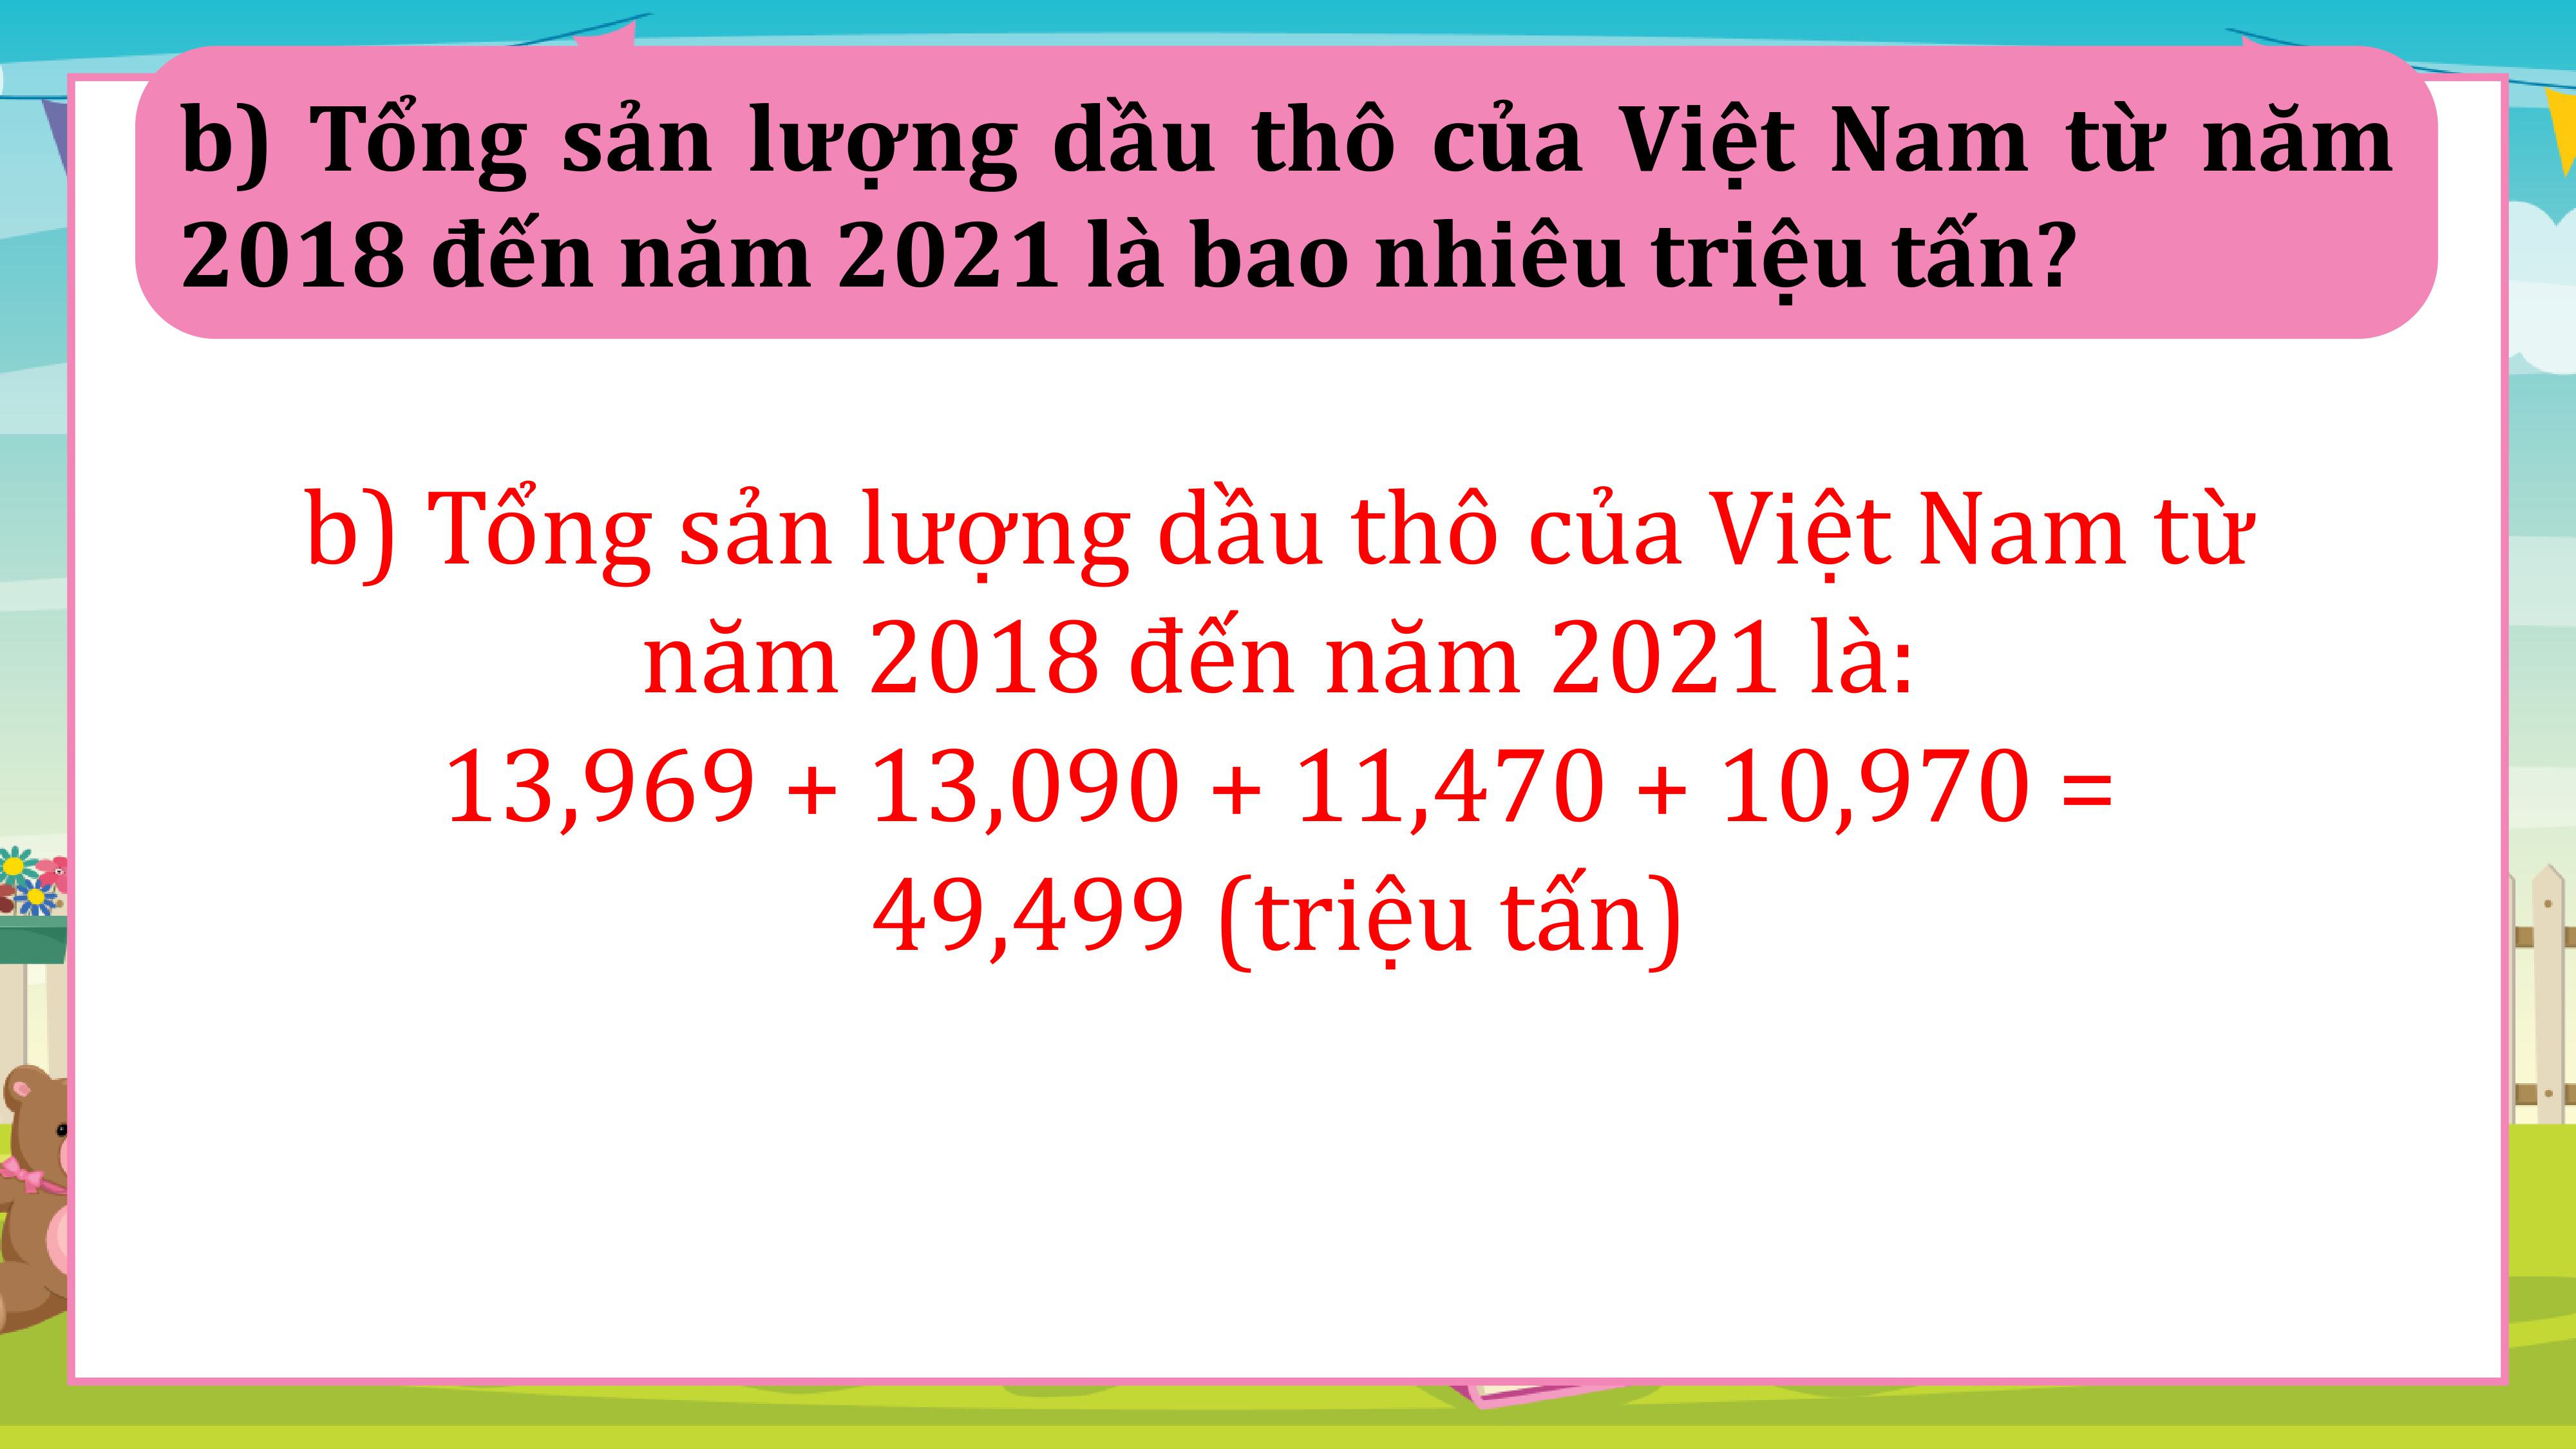 b) Tổng sản lượng dầu thô của Việt Nam từ năm
2018 đến năm 2021 là bao nhiêu triệu tấn?
b) Tổng sản lượng dầu thô của Việt Nam từ
năm 2018 đến năm 2021 là:
13,969 + 13,090 + 11,470 + 10,970 =
49,499 (triệu tấn)